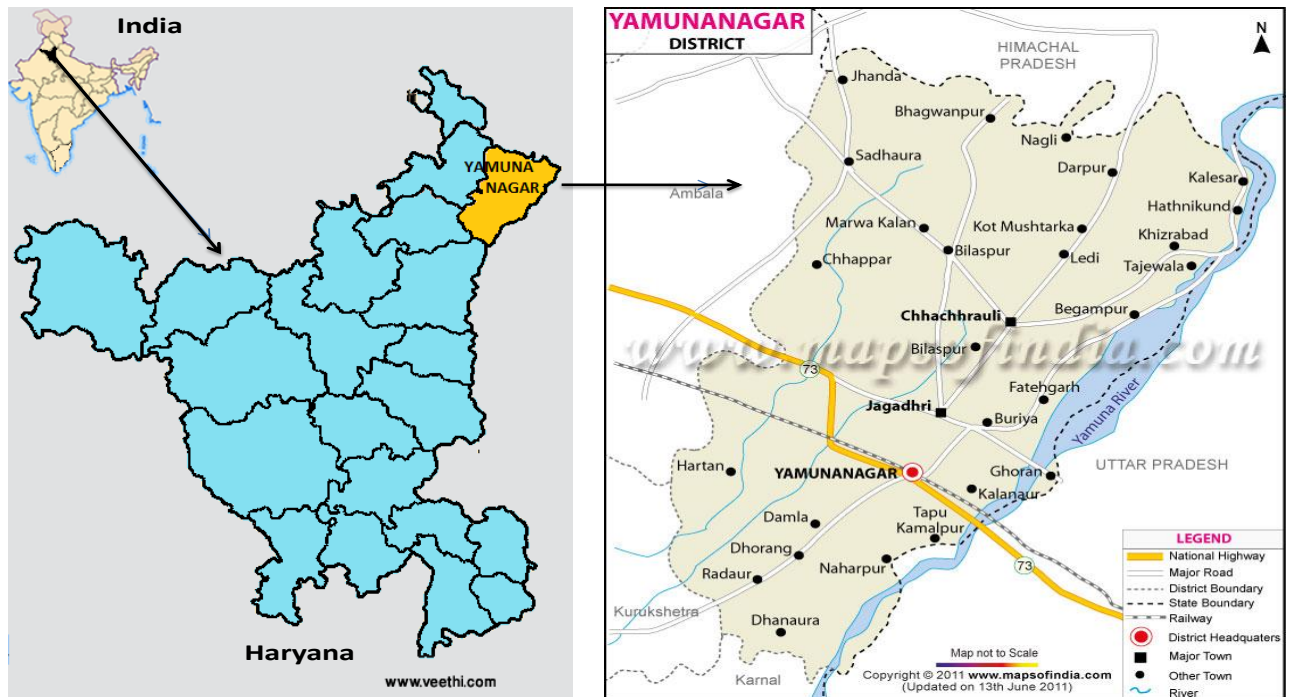 India
YAMUNA
NAGAR
Haryana
www.veethi.com
YAMUNANAGAR
DISTRICT
N
HIMACHAL
PRADESH
Jhanda
Bhagwanpur
Nagli
Sadhaura
Darpur
Kalesar
Ambala
Hathnikund
Marwa Kalan
Kot Mushtarka
Khizrabad
Bilaspur
Ledi
Tajewala
Chhappar
Begampur
Chhachhrauli
www.mapsofindia.com
Bilaspur
73
Fatehgarh
Jagadhri
Buriya
Yamuna River
UTTAR PRADESH
Hartan
YAMUNANAGAR
Ghoran
Kalanaur
Damla
Tapu
Kamalpur
Dhorang
Naharpur
73
Radaur
Kurukshetra
Dhanaura
Karnal
Map not to Scale
Copyright © 2011 www.mapsofindia.com
(Updated on 13th June 2011)
LEGEND
National Highway
Major Road
District Boundary
State Boundary
Railway
District Headquaters
Major Town
Other Town
River